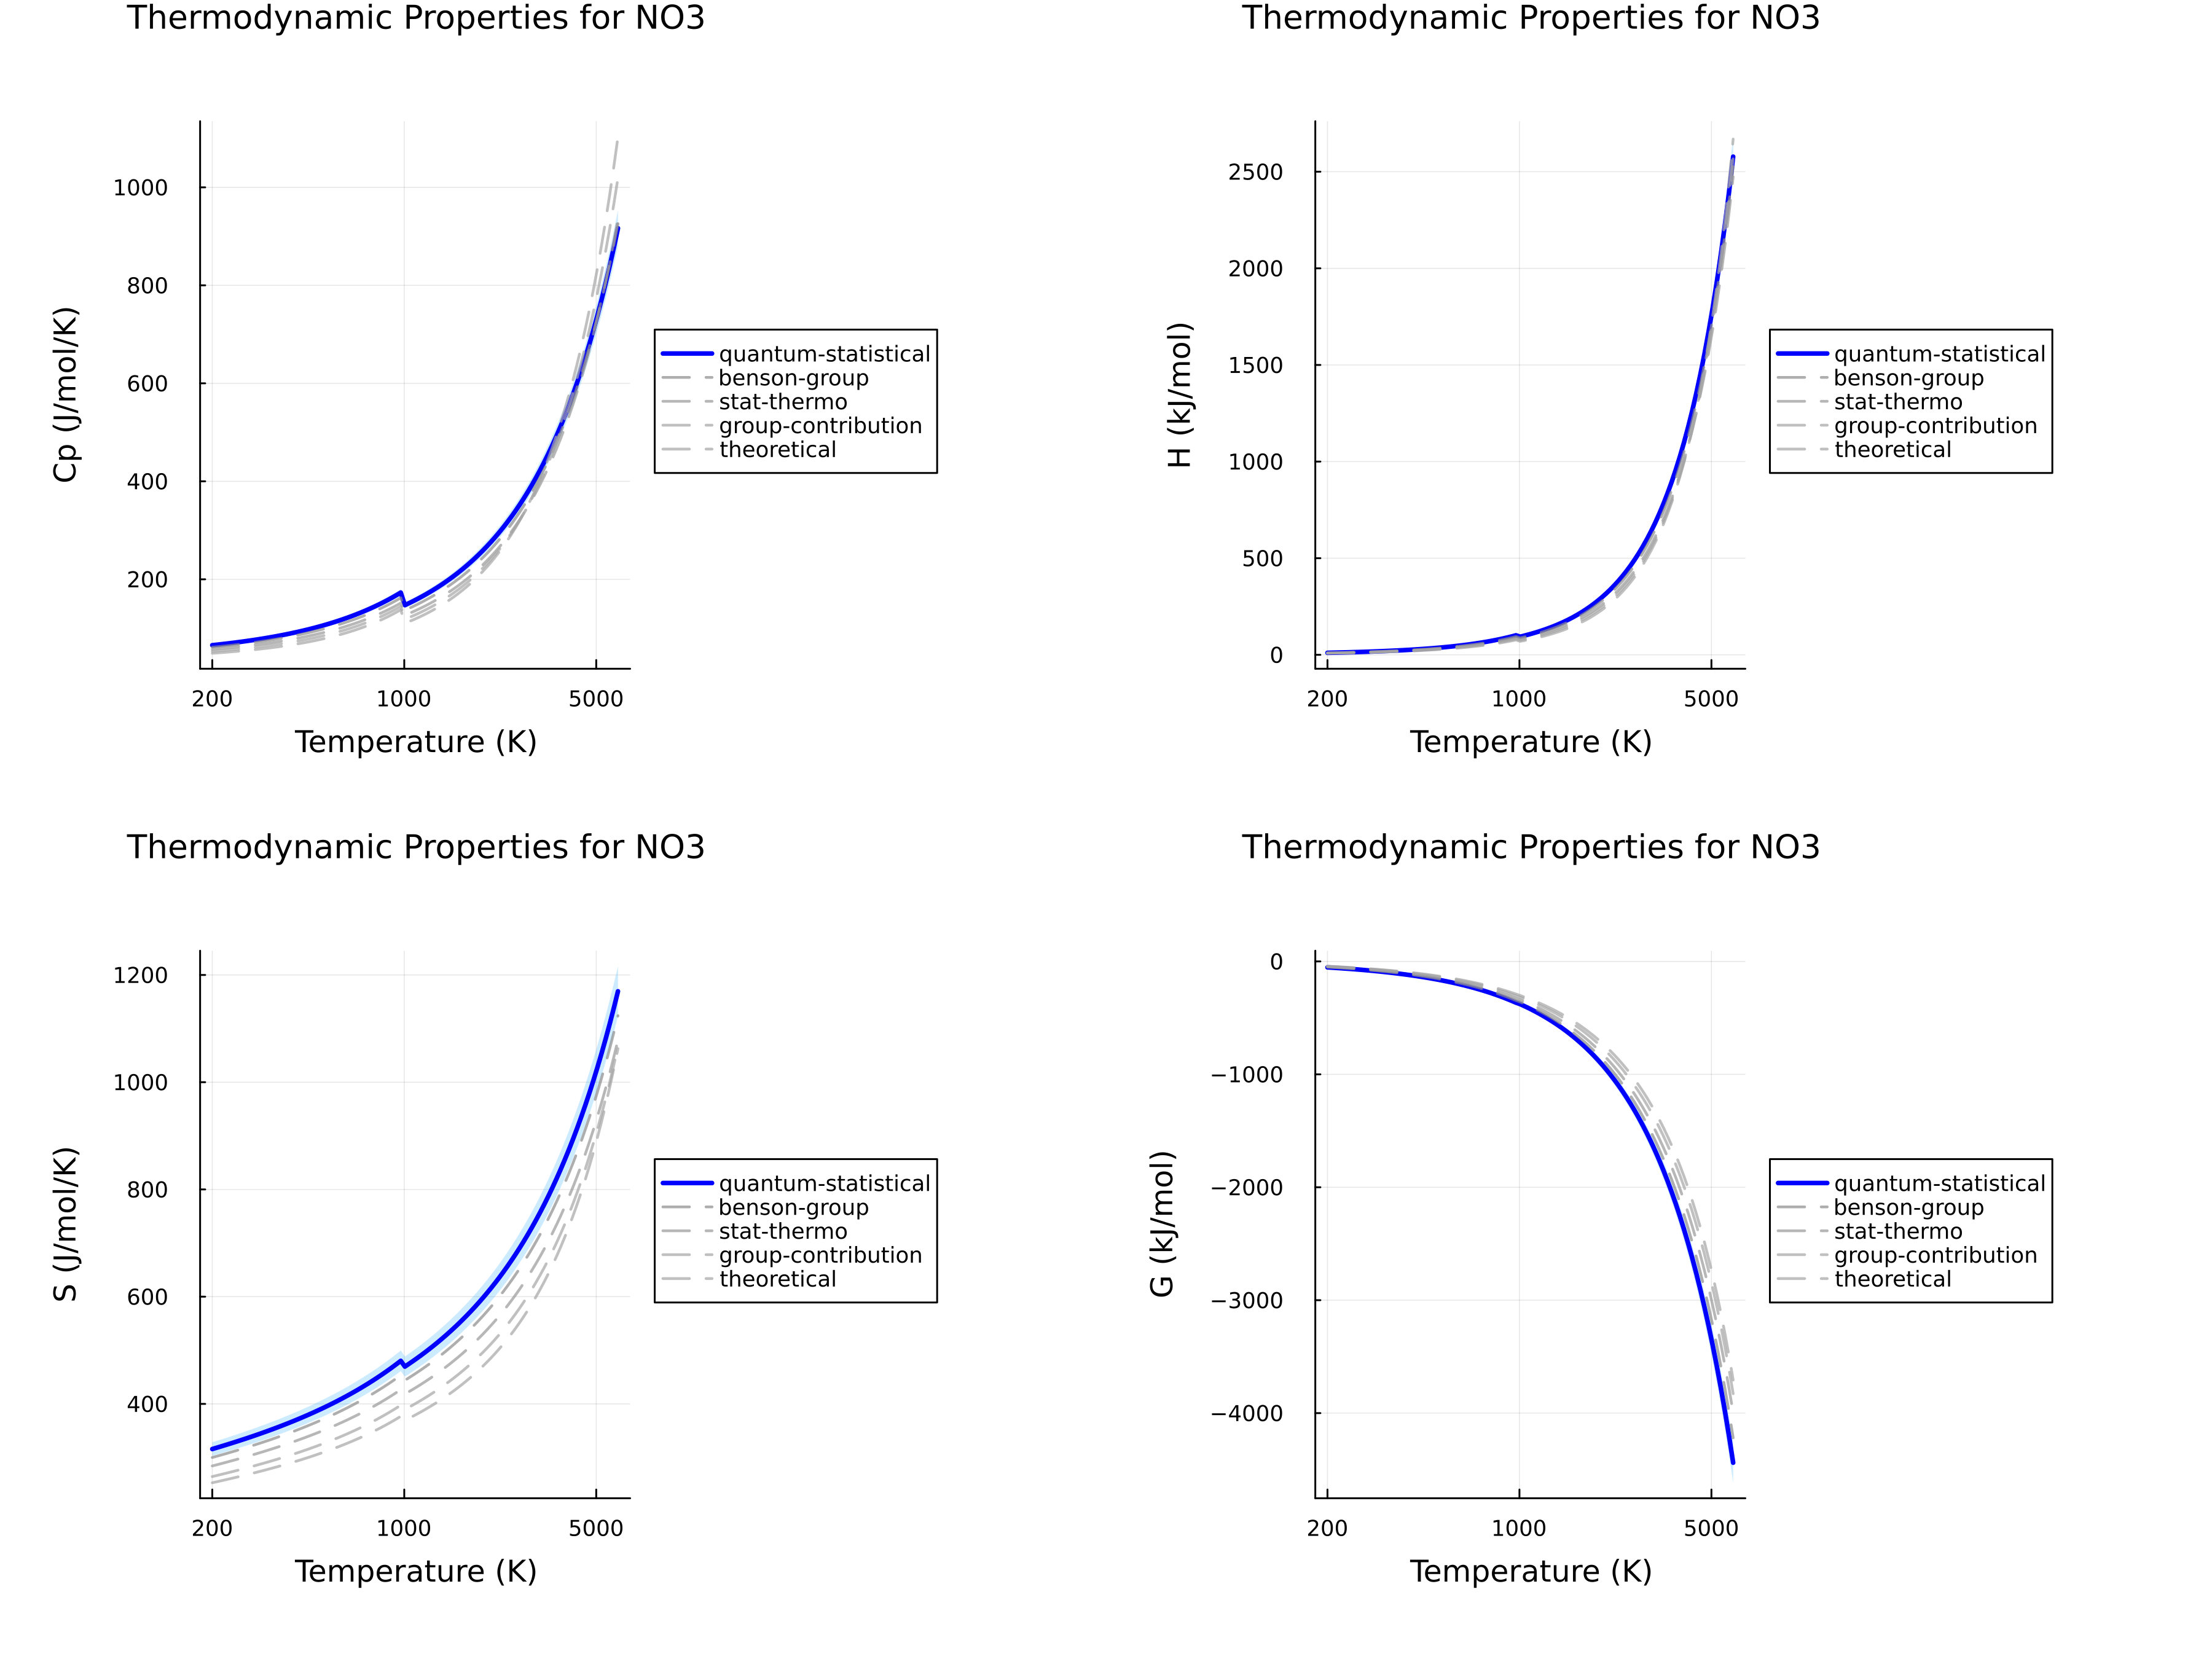 Thermodynamic Properties for NO3
Cp (J/mol/K)
1000
800
600
400
200
200 1000 5000
Temperature (K)
quantum-statistical
benson-group
stat-thermo
group-contribution
theoretical
Thermodynamic Properties for NO3
H (kJ/mol)
2500
2000
1500
1000
500
0
200 1000 5000
Temperature (K)
quantum-statistical
benson-group
stat-thermo
group-contribution
theoretical
Thermodynamic Properties for NO3
S (J/mol/K)
1200
1000
800
600
400
200 1000 5000
Temperature (K)
quantum-statistical
benson-group
stat-thermo
group-contribution
theoretical
Thermodynamic Properties for NO3
G (kJ/mol)
0
−1000
−2000
−3000
−4000
200 1000 5000
Temperature (K)
quantum-statistical
benson-group
stat-thermo
group-contribution
theoretical